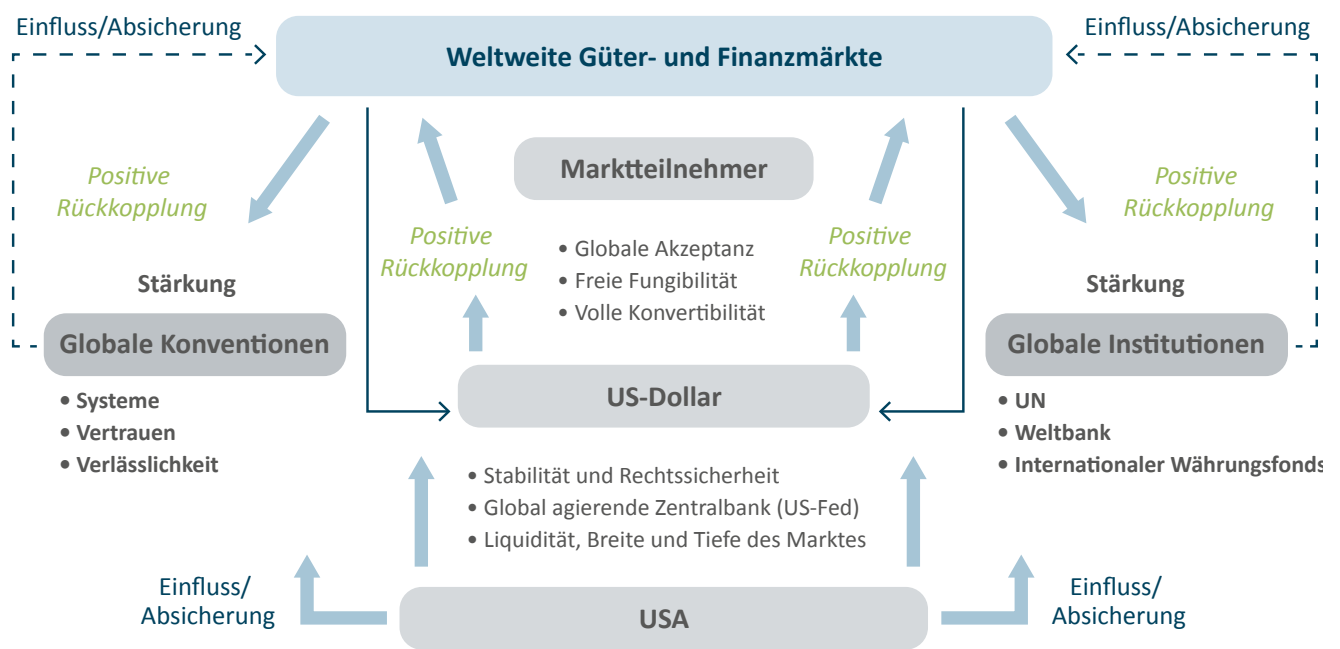 Einfluss/Absicherung
Einfluss/Absicherung
Weltweite Güter- und Finanzmärkte
Marktteilnehmer
Positive
Rückkopplung
Positive
Rückkopplung
Positive
Rückkopplung
• Globale Akzeptanz
• Freie Fungibilität
• Volle Konvertibilität
Positive
Rückkopplung
Stärkung
Globale Konventionen
• Systeme
• Vertrauen
• Verlässlichkeit
Stärkung
Globale Institutionen
• UN
• Weltbank
• Internationaler Währungsfonds
US-Dollar
• Stabilität und Rechtssicherheit
• Global agierende Zentralbank (US-Fed)
• Liquidität, Breite und Tiefe des Marktes
Einfluss/
Absicherung
USA
Einfluss/
Absicherung